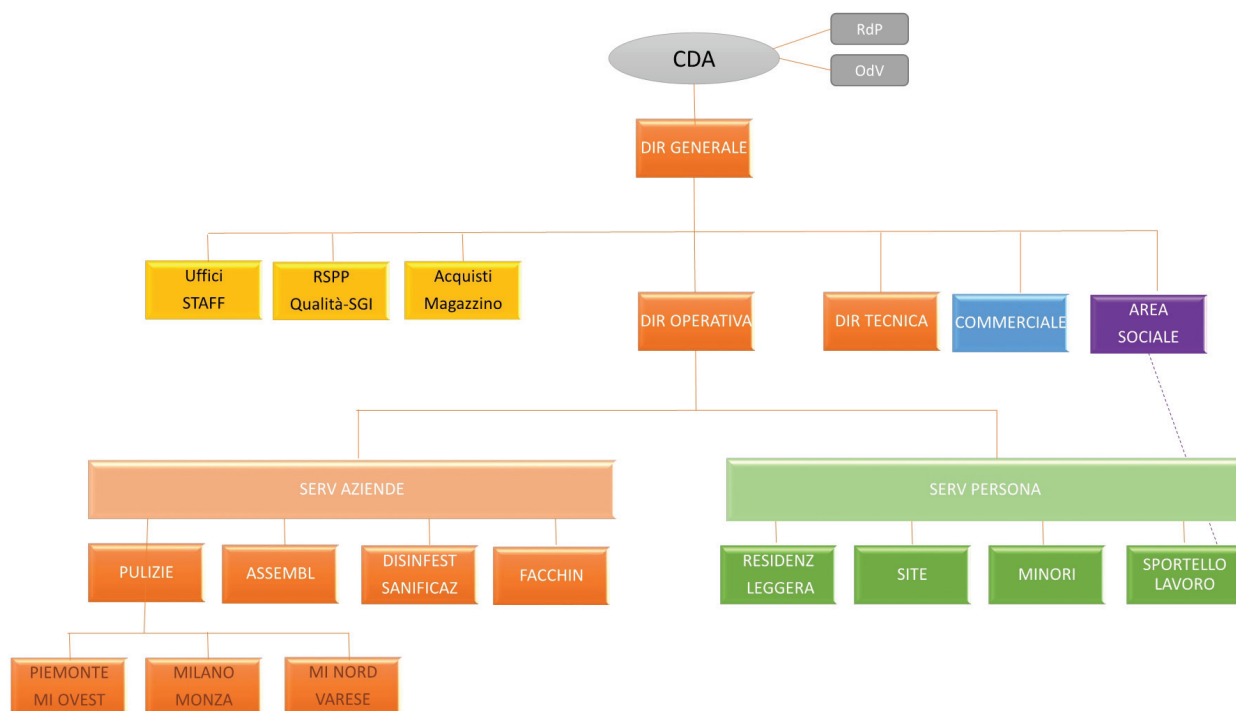 RdP
CDA
OdV
DIR GENERALE
Uffici
STAFF
RSPP
Qualità-SGI
Acquisti
Magazzino
DIR OPERATIVA
DIR TECNICA
COMMERCIALE
AREA
SOCIALE
SERV AZIENDE
SERV PERSONA
PULIZIE
ASSEMBL
DISINFEST
SANIFICAZ
FACCHIN
RESIDENZ
LEGGERA
SITE
MINORI
SPORTELLO
LAVORO
PIEMONTE
MI OVEST
MILANO
MONZA
MI NORD
VARESE